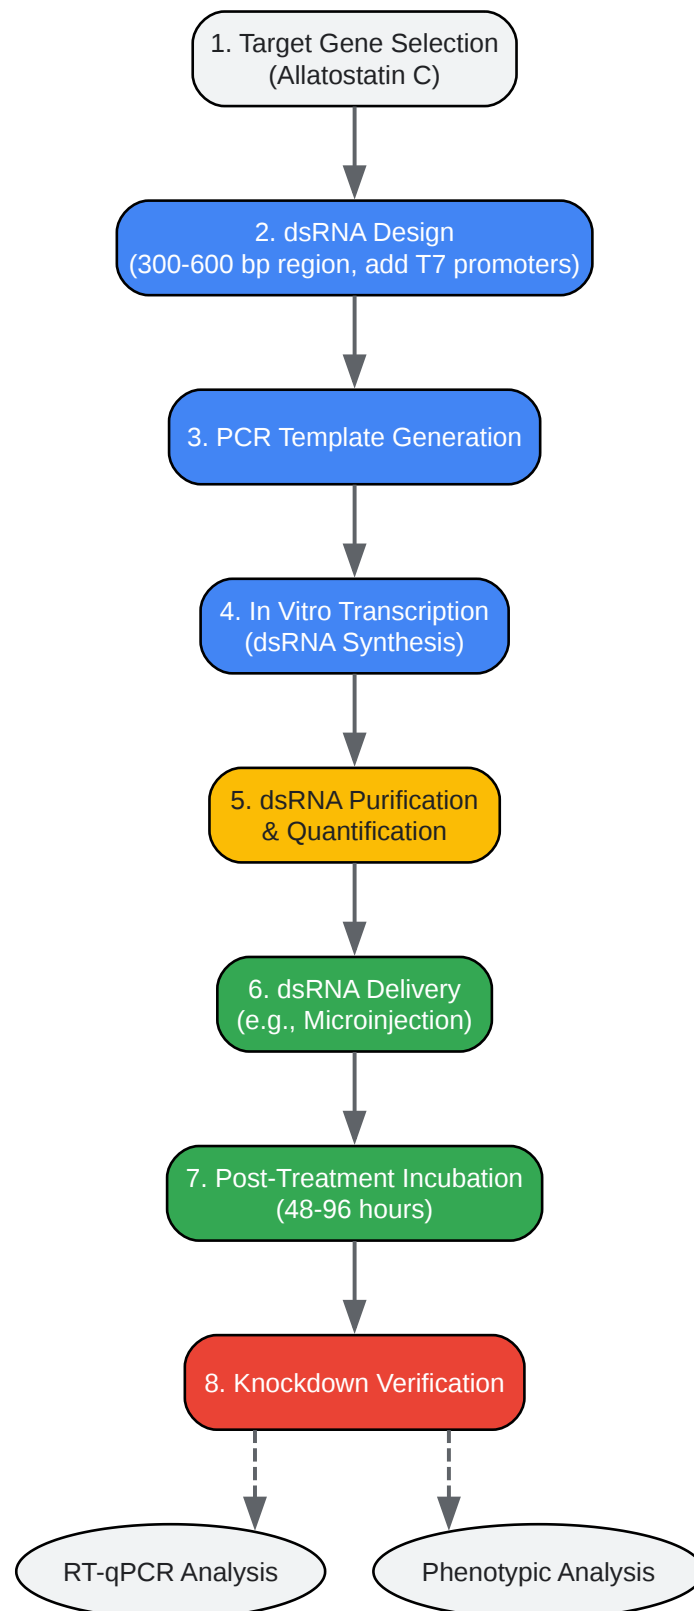 1. Target Gene Selection
(Allatostatin C)
2. dsRNA Design
(300-600 bp region, add T7 promoters)
3. PCR Template Generation
4. In Vitro Transcription
(dsRNA Synthesis)
5. dsRNA Purification
& Quantification
6. dsRNA Delivery
(e.g., Microinjection)
7. Post-Treatment Incubation
(48-96 hours)
8. Knockdown Verification
RT-qPCR Analysis
Phenotypic Analysis